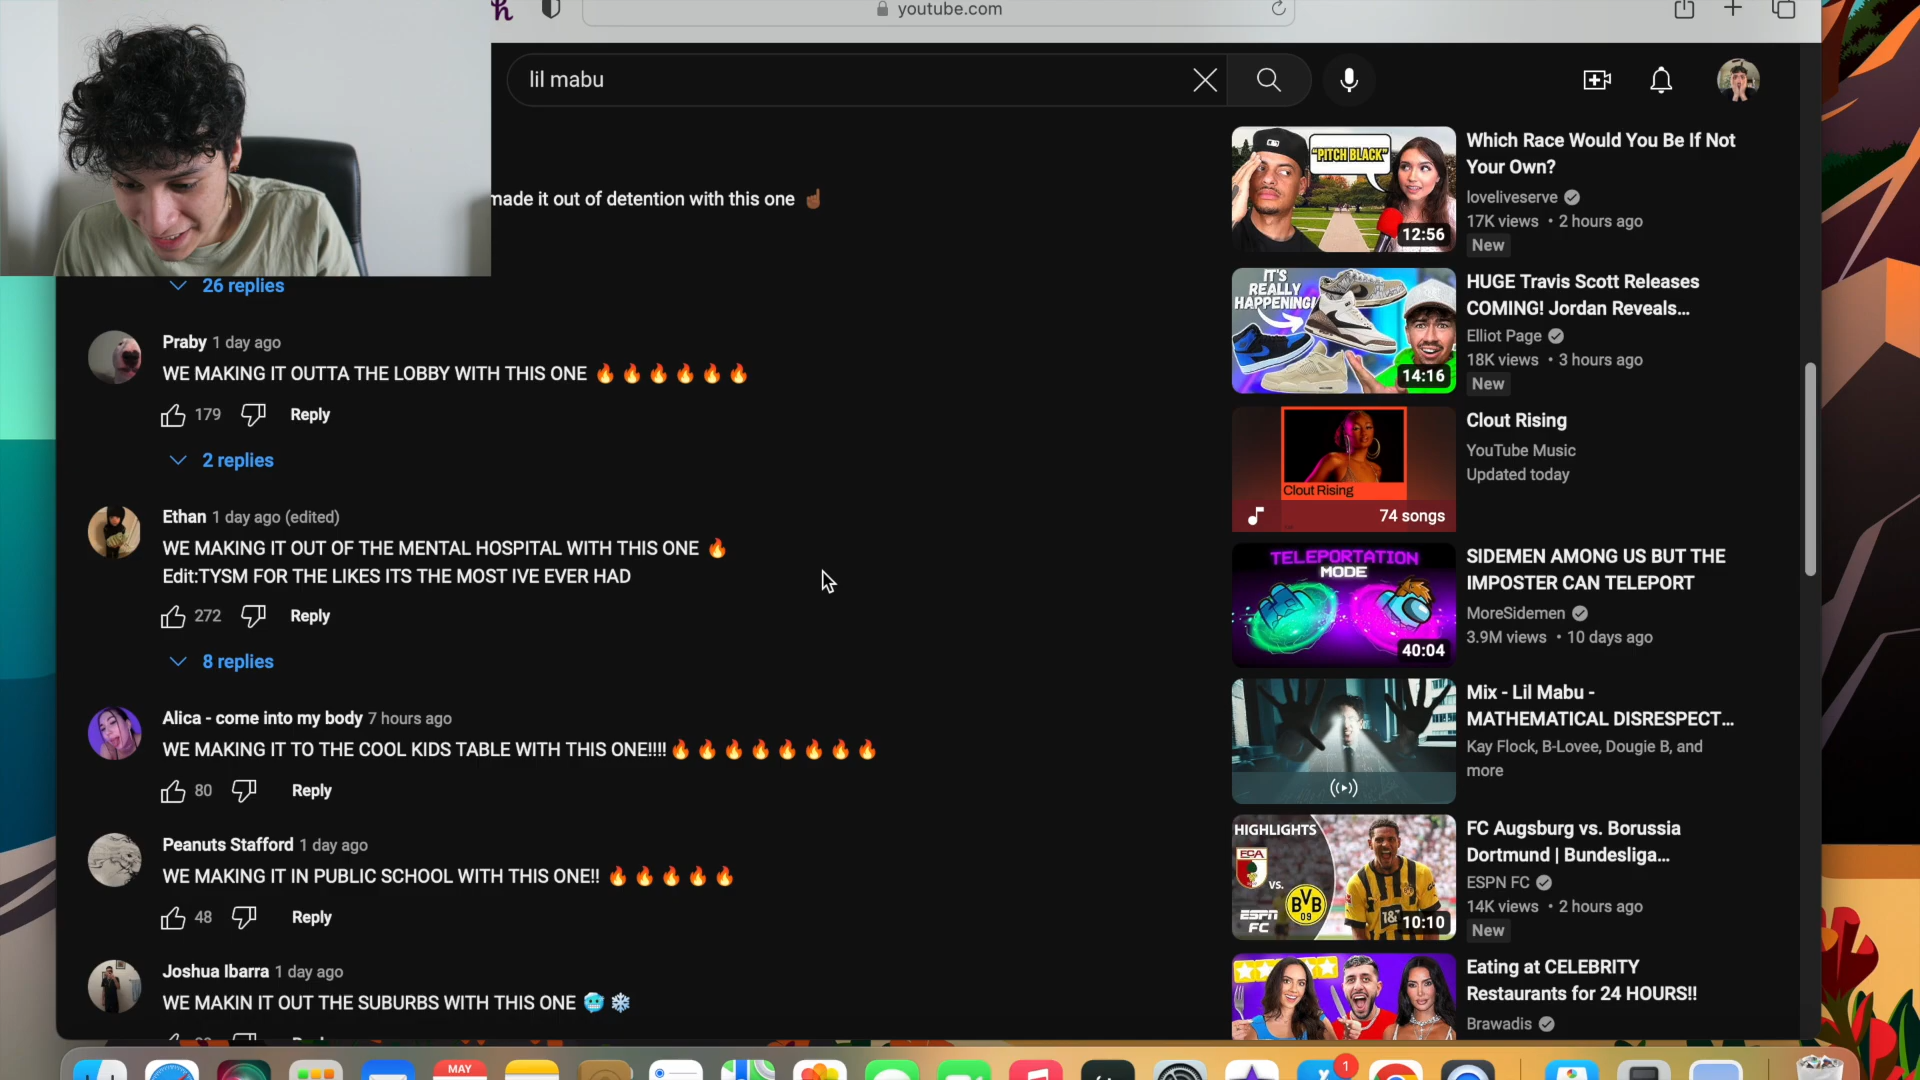 youtube.com
lil mabu
made it out of detention with this one
26 replies
Praby 1 day ago
WE MAKING IT OUTTA THE LOBBY WITH THIS ONE
179 Reply
2 replies
Ethan 1 day ago (edited)
WE MAKING IT OUT OF THE MENTAL HOSPITAL WITH THIS ONE
Edit:TYSM FOR THE LIKES ITS THE MOST IVE EVER HAD
272 Reply
8 replies
Alica - come into my body 7 hours ago
WE MAKING IT TO THE COOL KIDS TABLE WITH THIS ONE!!!!
80 Reply
Peanuts Stafford 1 day ago
WE MAKING IT IN PUBLIC SCHOOL WITH THIS ONE!!
48 Reply
Joshua Ibarra 1 day ago
WE MAKIN IT OUT THE SUBURBS WITH THIS ONE
"PITCH BLACK"
12:56
Which Race Would You Be If Not
Your Own?
loveliveserve
17K views • 2 hours ago
New
IT'S
REALLY
HAPPENING!
14:16
HUGE Travis Scott Releases
COMING! Jordan Reveals...
Elliot Page
18K views • 3 hours ago
New
Clout Rising
74 songs
Clout Rising
YouTube Music
Updated today
TELEPORTATION
MODE
40:04
SIDEMEN AMONG US BUT THE
IMPOSTER CAN TELEPORT
MoreSidemen
3.9M views • 10 days ago
Mix - Lil Mabu -
MATHEMATICAL DISRESPECT...
Kay Flock, B-Lovee, Dougie B, and
more
HIGHLIGHTS
FCA
VS.
BVB
09
ESPN
FC
10:10
FC Augsburg vs. Borussia
Dortmund | Bundesliga...
ESPN FC
14K views • 2 hours ago
New
Eating at CELEBRITY
Restaurants for 24 HOURS!!
Brawadis
MAY
1